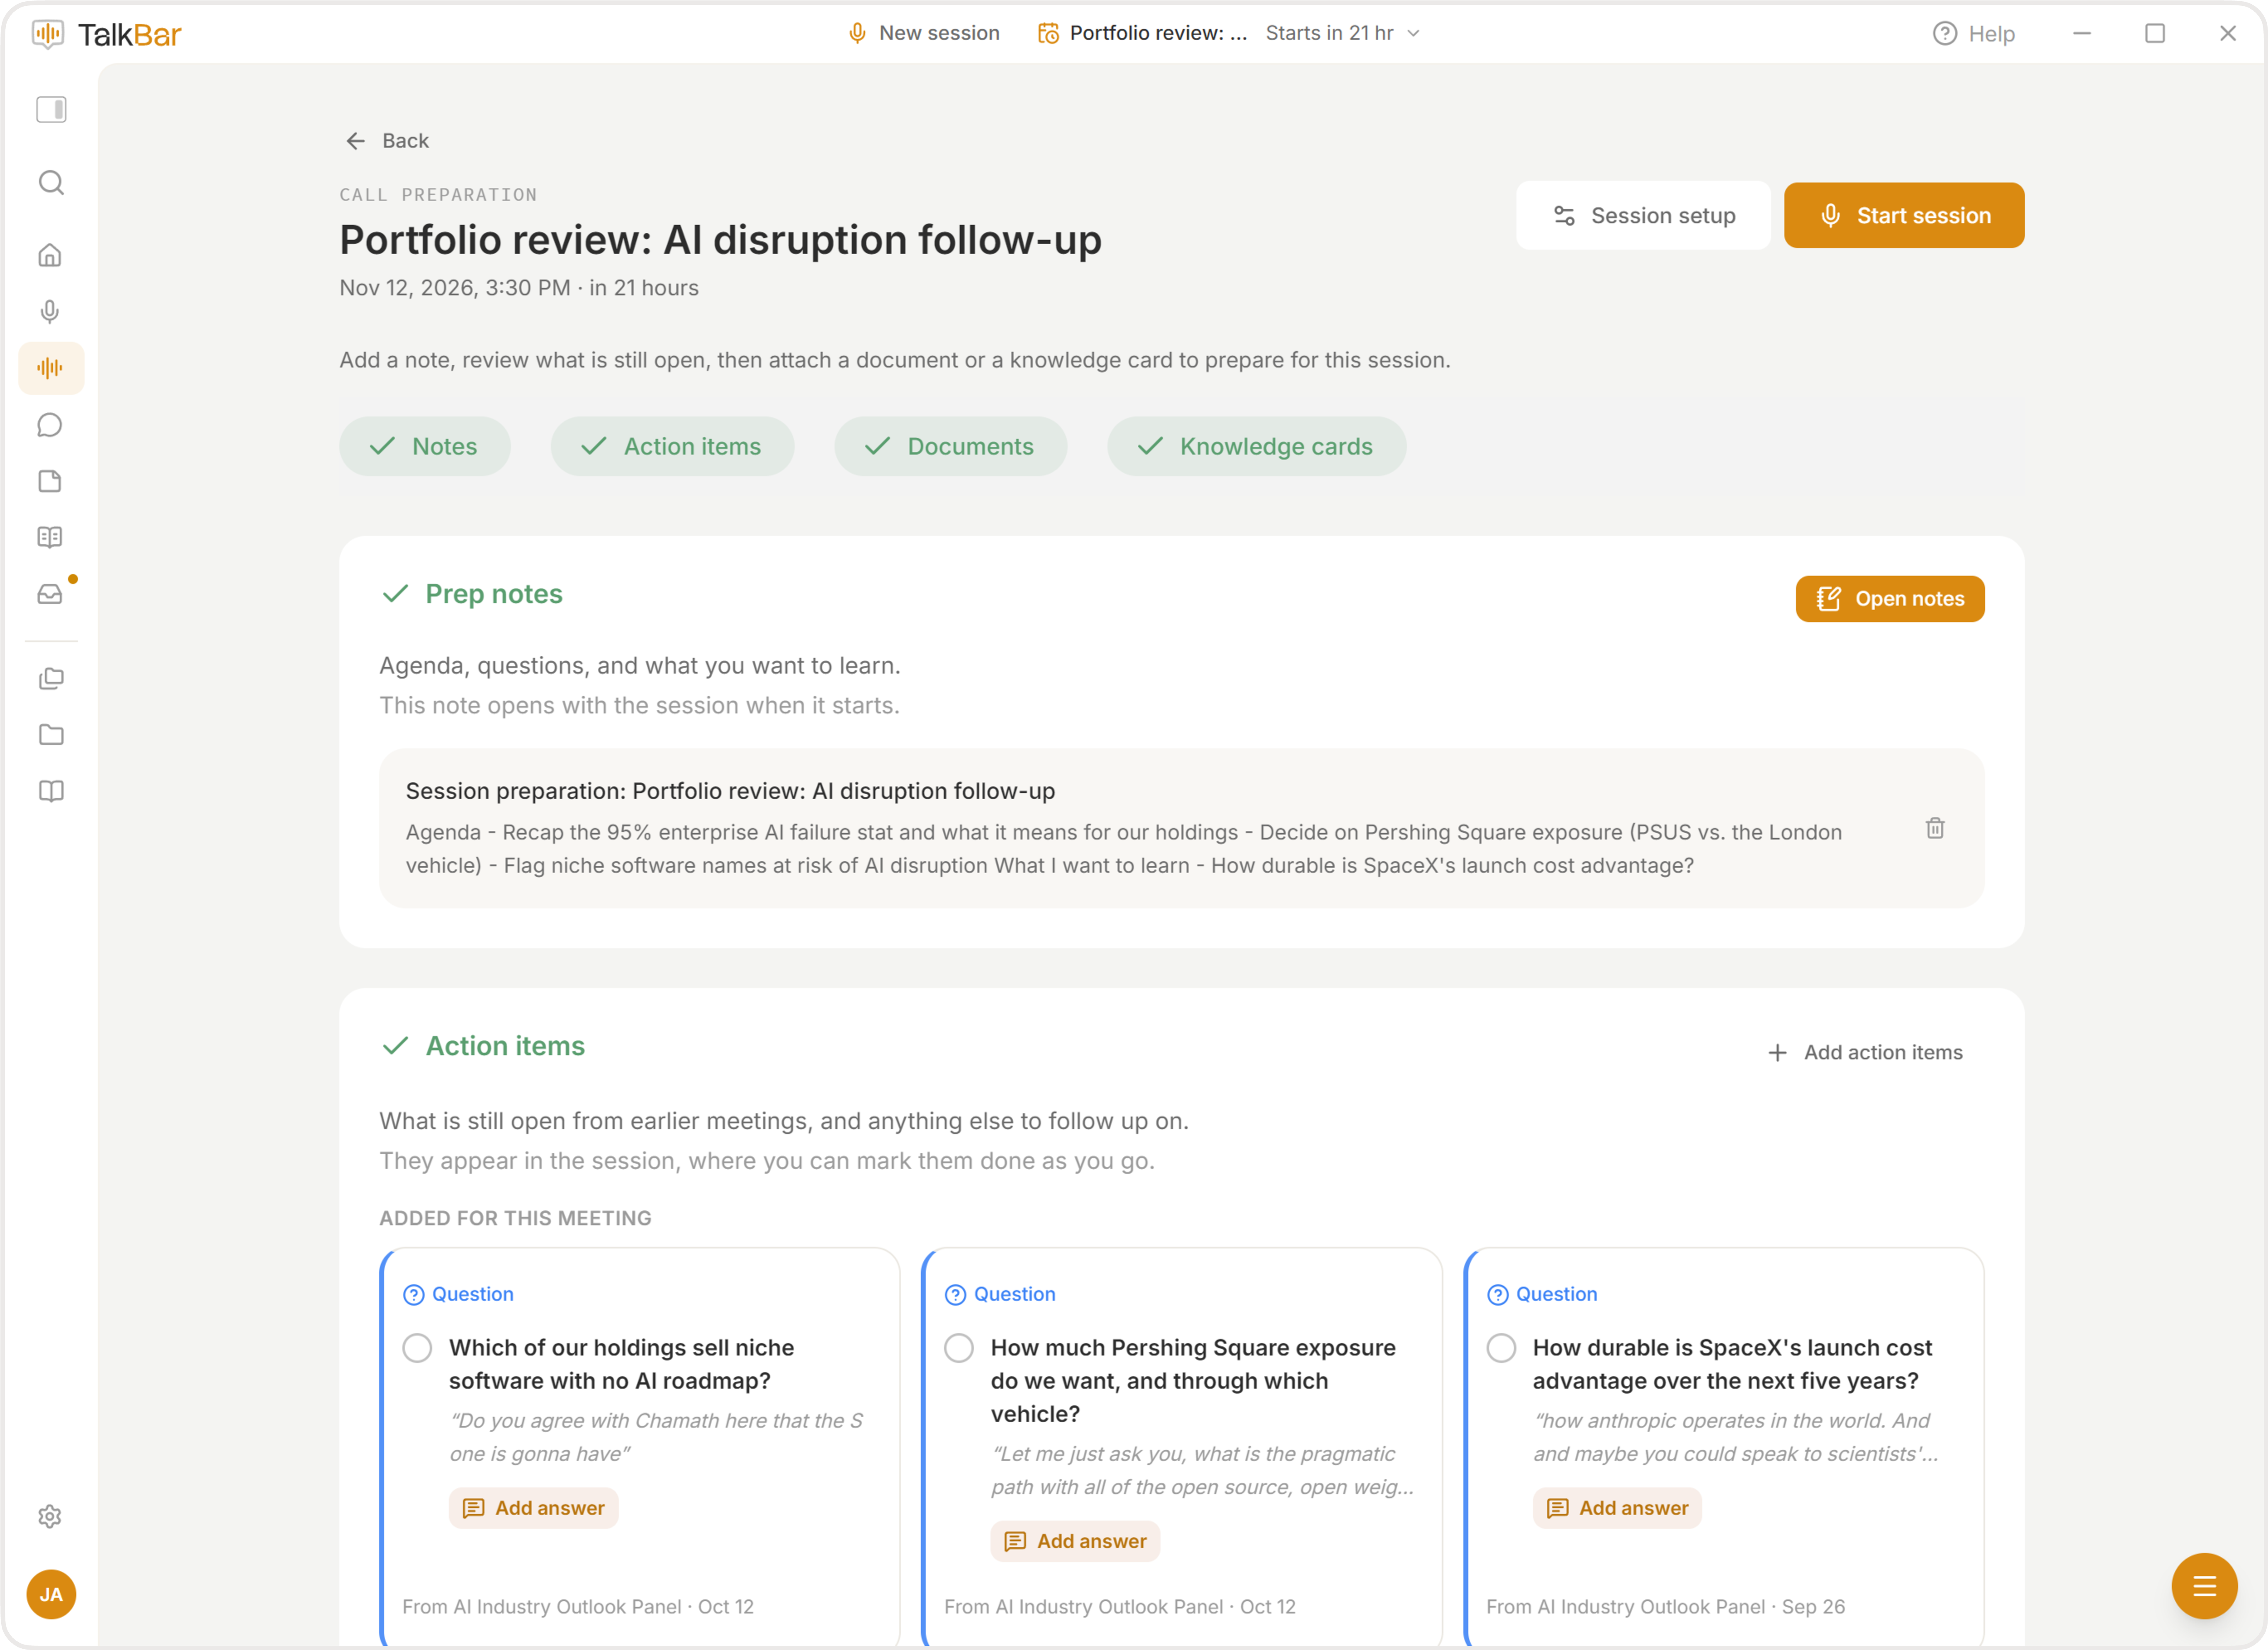 TalkBar
New session
Portfolio review: ... Starts in 21 hr
Help
Back
CALL PREPARATION
Portfolio review: AI disruption follow-up
Nov 12, 2026, 3:30 PM · in 21 hours
Session setup
Start session
Add a note, review what is still open, then attach a document or a knowledge card to prepare for this session.
Notes
Action items
Documents
Knowledge cards
Prep notes
Open notes
Agenda, questions, and what you want to learn.
This note opens with the session when it starts.
Session preparation: Portfolio review: AI disruption follow-up
Agenda - Recap the 95% enterprise AI failure stat and what it means for our holdings - Decide on Pershing Square exposure (PSUS vs. the London
vehicle) - Flag niche software names at risk of AI disruption What I want to learn - How durable is SpaceX's launch cost advantage?
Action items
Add action items
What is still open from earlier meetings, and anything else to follow up on.
They appear in the session, where you can mark them done as you go.
ADDED FOR THIS MEETING
Question
Which of our holdings sell niche
software with no AI roadmap?
“Do you agree with Chamath here that the S
one is gonna have”
Add answer
From AI Industry Outlook Panel · Oct 12
Question
How much Pershing Square exposure
do we want, and through which
vehicle?
“Let me just ask you, what is the pragmatic
path with all of the open source, open weig...
Add answer
From AI Industry Outlook Panel · Oct 12
Question
How durable is SpaceX's launch cost
advantage over the next five years?
“how anthropic operates in the world. And
and maybe you could speak to scientists'...
Add answer
From AI Industry Outlook Panel · Sep 26
JA